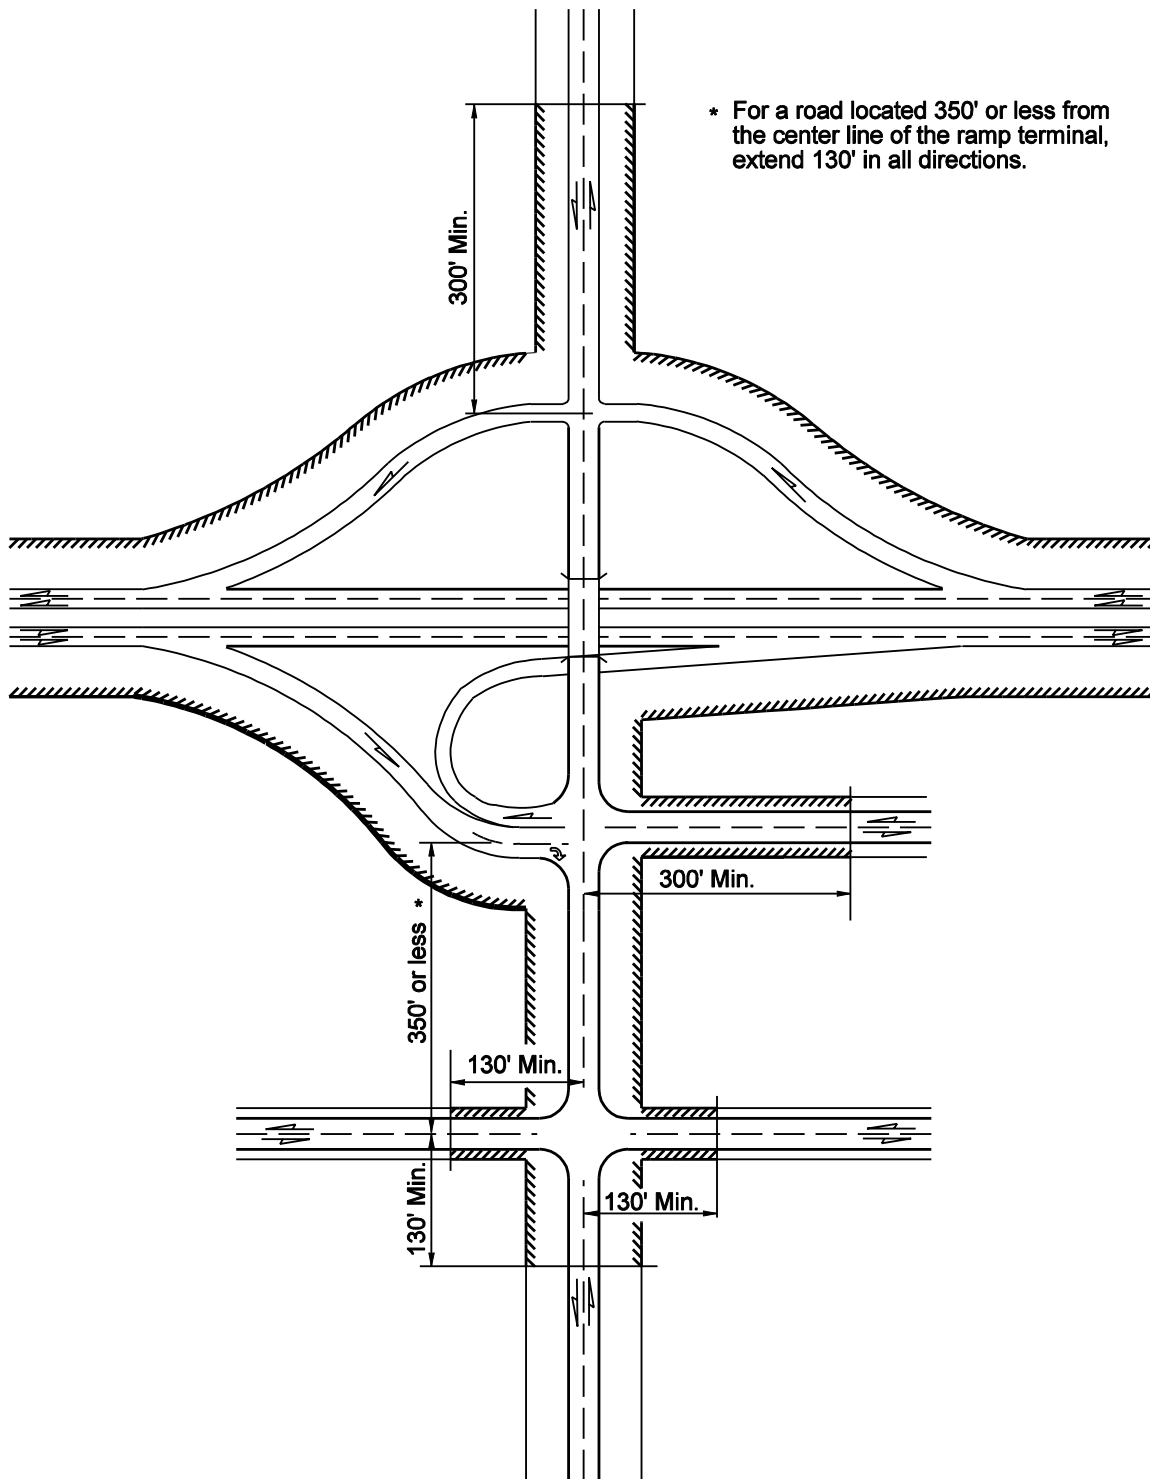 * For a road located 350' or less from
the center line of the ramp terminal,
extend 130' in all directions.
300' Min.
300' Min.
350' or less *
130' Min.
130' Min.
130' Min.